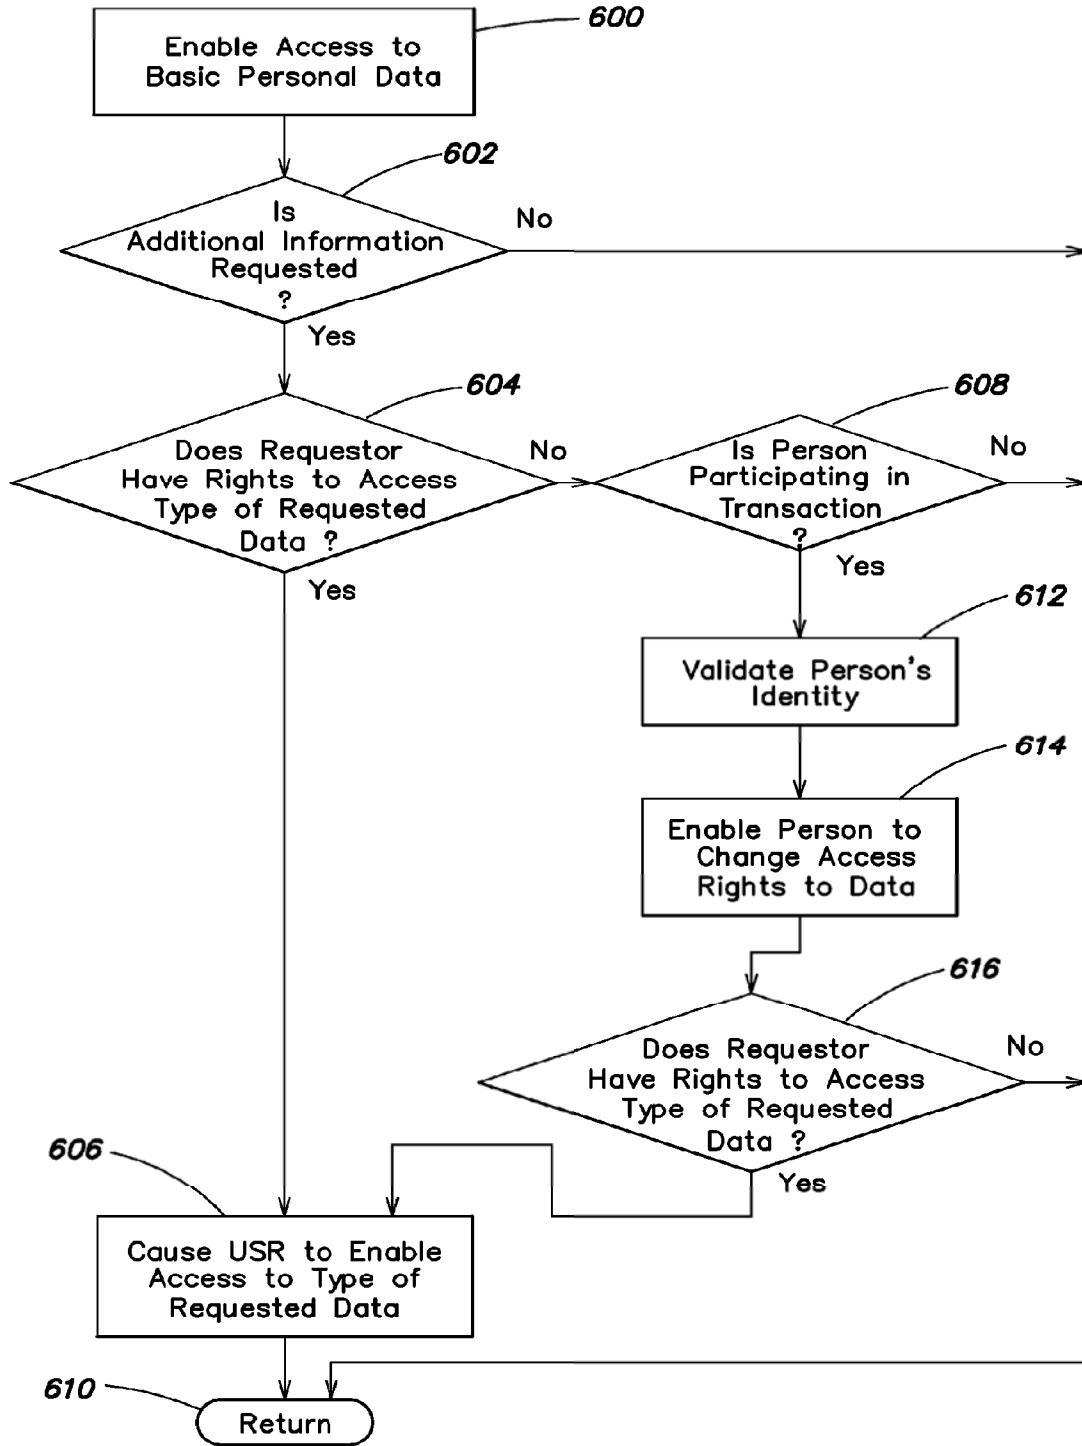 600
Enable Access to
Basic Personal Data
602
Is
Additional Information
Requested
?
No
Yes
604
Does Requestor
Have Rights to Access
Type of Requested
Data ?
No
Yes
608
Is Person
Participating in
Transaction
?
No
Yes
612
Validate Person's
Identity
614
Enable Person to
Change Access
Rights to Data
616
Does Requestor
Have Rights to Access
Type of Requested
Data ?
No
Yes
606
Cause USR to Enable
Access to Type of
Requested Data
610
Return